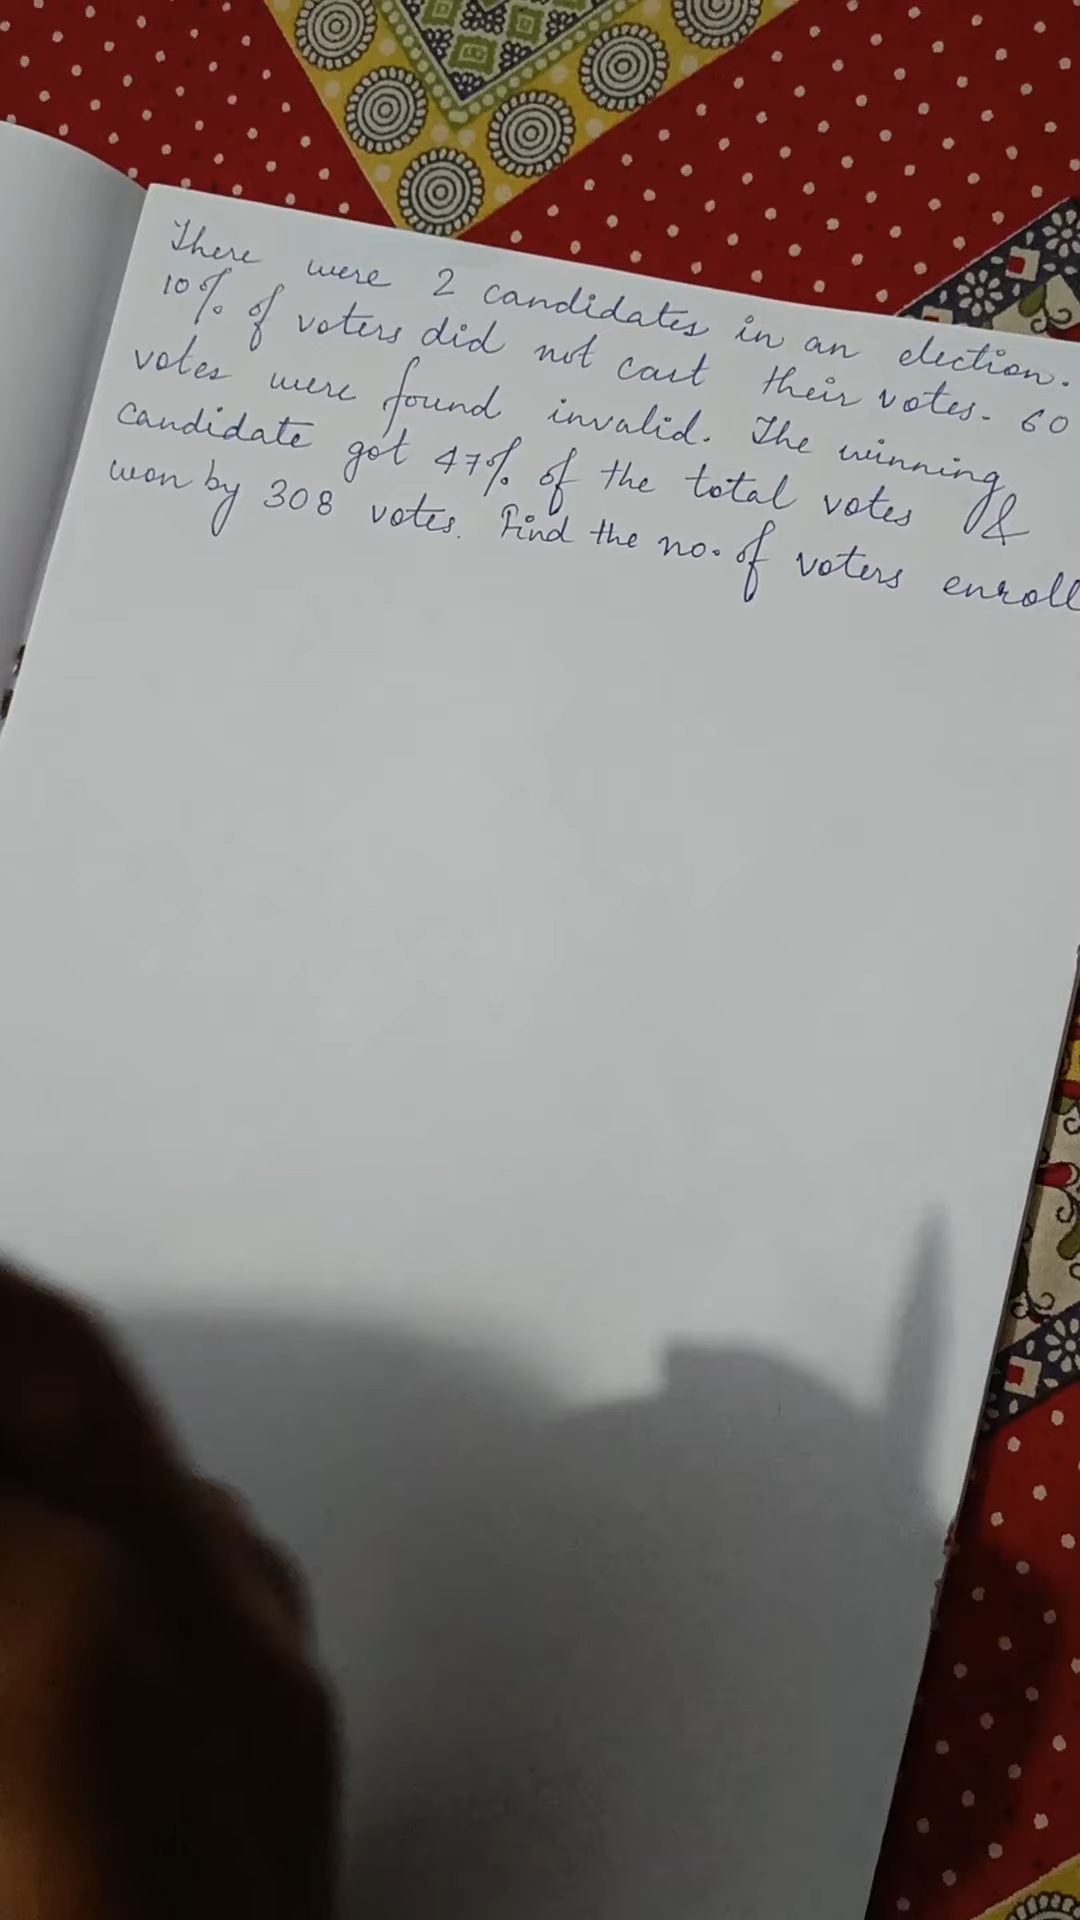 There were 2 candidates in an election.
10% of voters did not cast their votes. 60
votes were found invalid. The winning
candidate got 47% of the total votes &
won by 308 votes. Find the no. of voters enroll